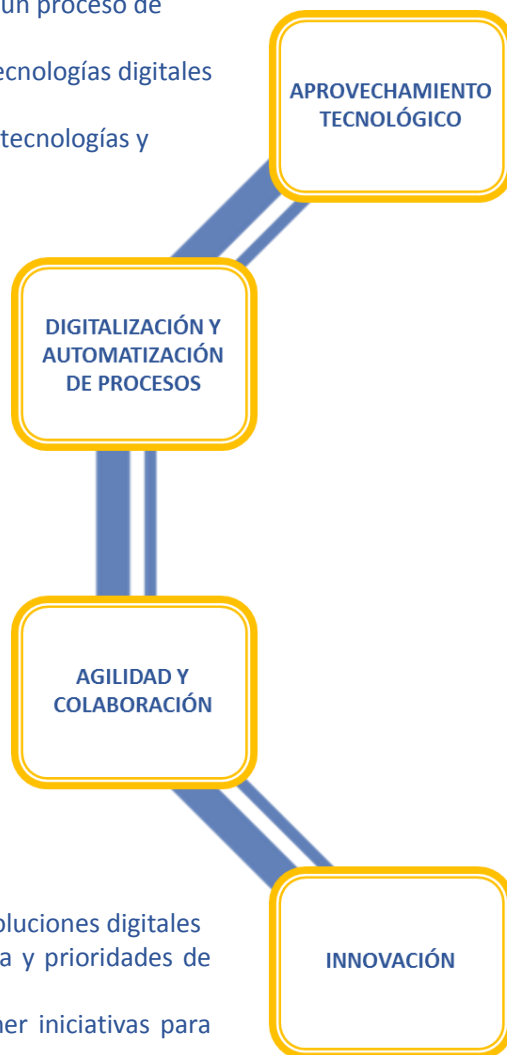 un proceso de
ecnologías digitales
tecnologías y
APROVECHAMIENTO
TECNOLÓGICO
DIGITALIZACIÓN Y
AUTOMATIZACIÓN
DE PROCESOS
AGILIDAD Y
COLABORACIÓN
oluciones digitales
a y prioridades de
ner iniciativas para
INNOVACIÓN